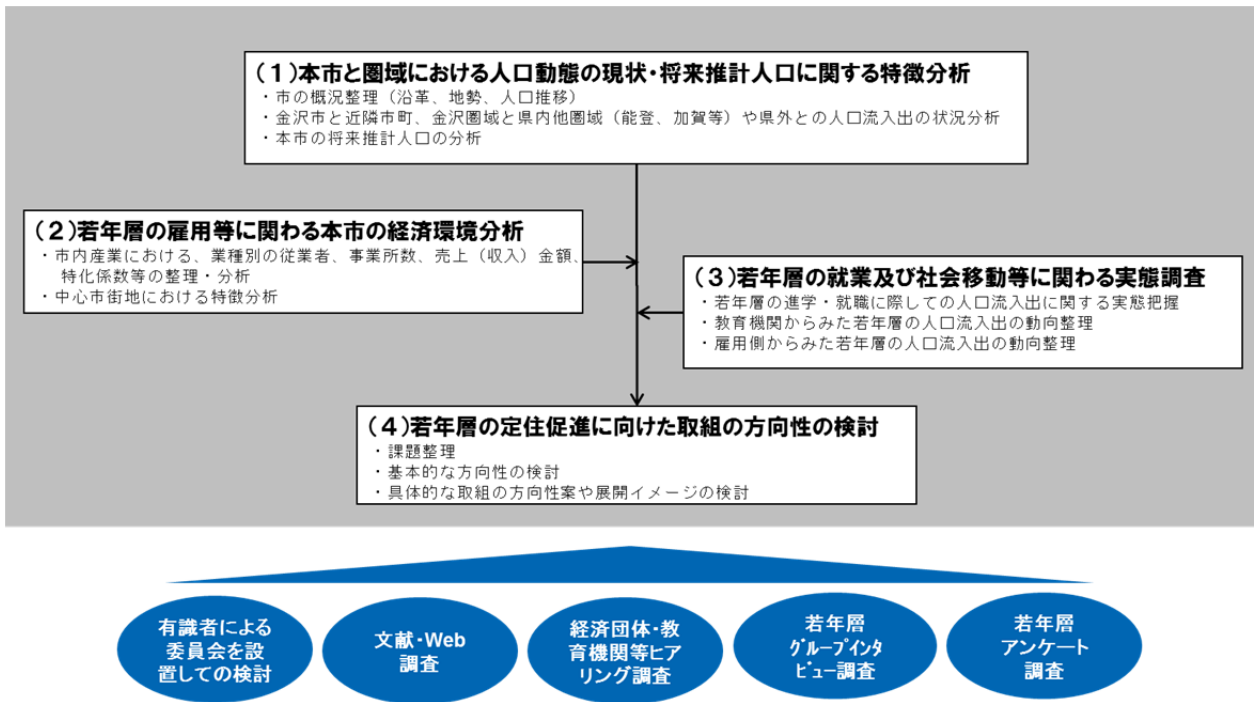 (1)本市と圏域における人口動態の現状・将来推計人口に関する特徴分析
・市の概況整理（沿革、地勢、人口推移）
・金沢市と近隣市町、金沢圏域と県内他圏域（能登、加賀等）や県外との人口流入出の状況分析
・本市の将来推計人口の分析
(2)若年層の雇用等に関わる本市の経済環境分析
・市内産業における、業種別の従業者、事業所数、売上（収入）金額、
特化係数等の整理・分析
・中心市街地における特徴分析
(3)若年層の就業及び社会移動等に関わる実態調査
・若年層の進学・就職に際しての人口流入出に関する実態把握
・教育機関からみた若年層の人口流入出の動向整理
・雇用側からみた若年層の人口流入出の動向整理
(4)若年層の定住促進に向けた取組の方向性の検討
・課題整理
・基本的な方向性の検討
・具体的な取組の方向性案や展開イメージの検討
有識者による
委員会を設
置しての検討
文献・Web
調査
経済団体・教
育機関等ヒア
リング調査
若年層
ｸﾞﾙｰﾌﾟｲﾝﾀ
ﾋﾞｭｰ調査
若年層
アンケート
調査